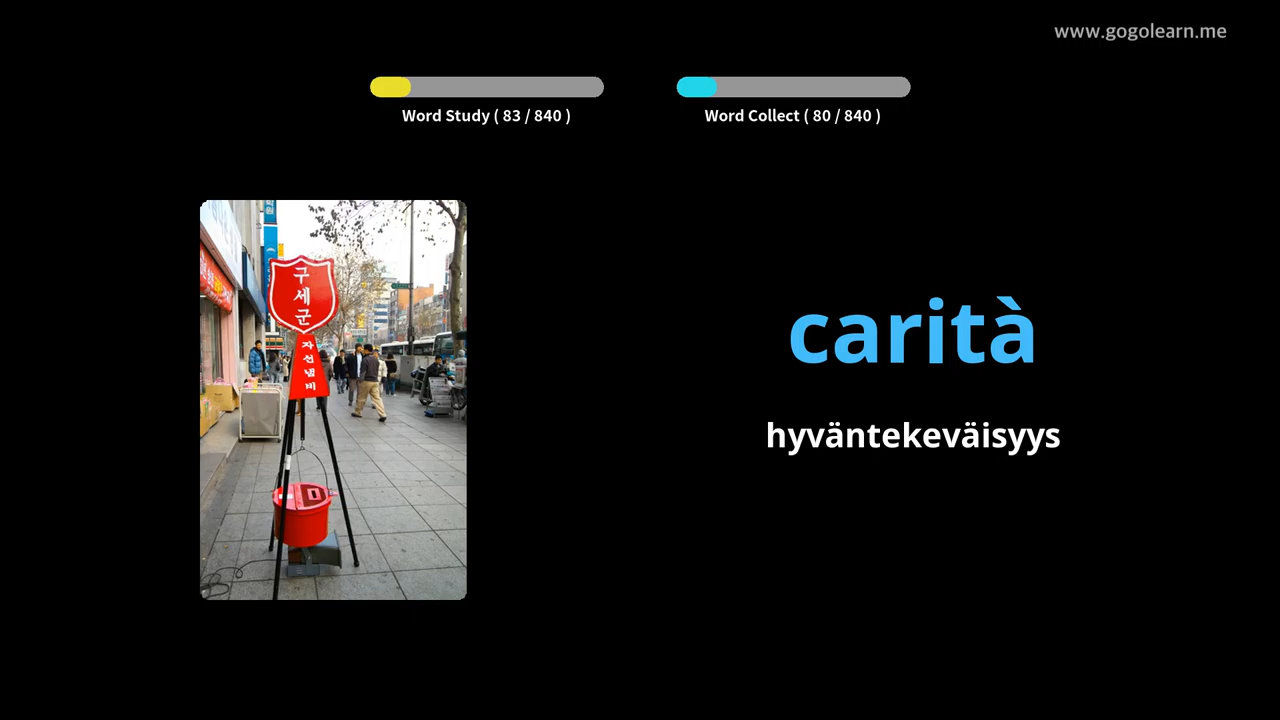 www.gogolearn.me
Word Study ( 83 / 840 )
Word Collect ( 80 / 840 )
구
세
군
자
선
냄
비
carità
hyväntekeväisyys